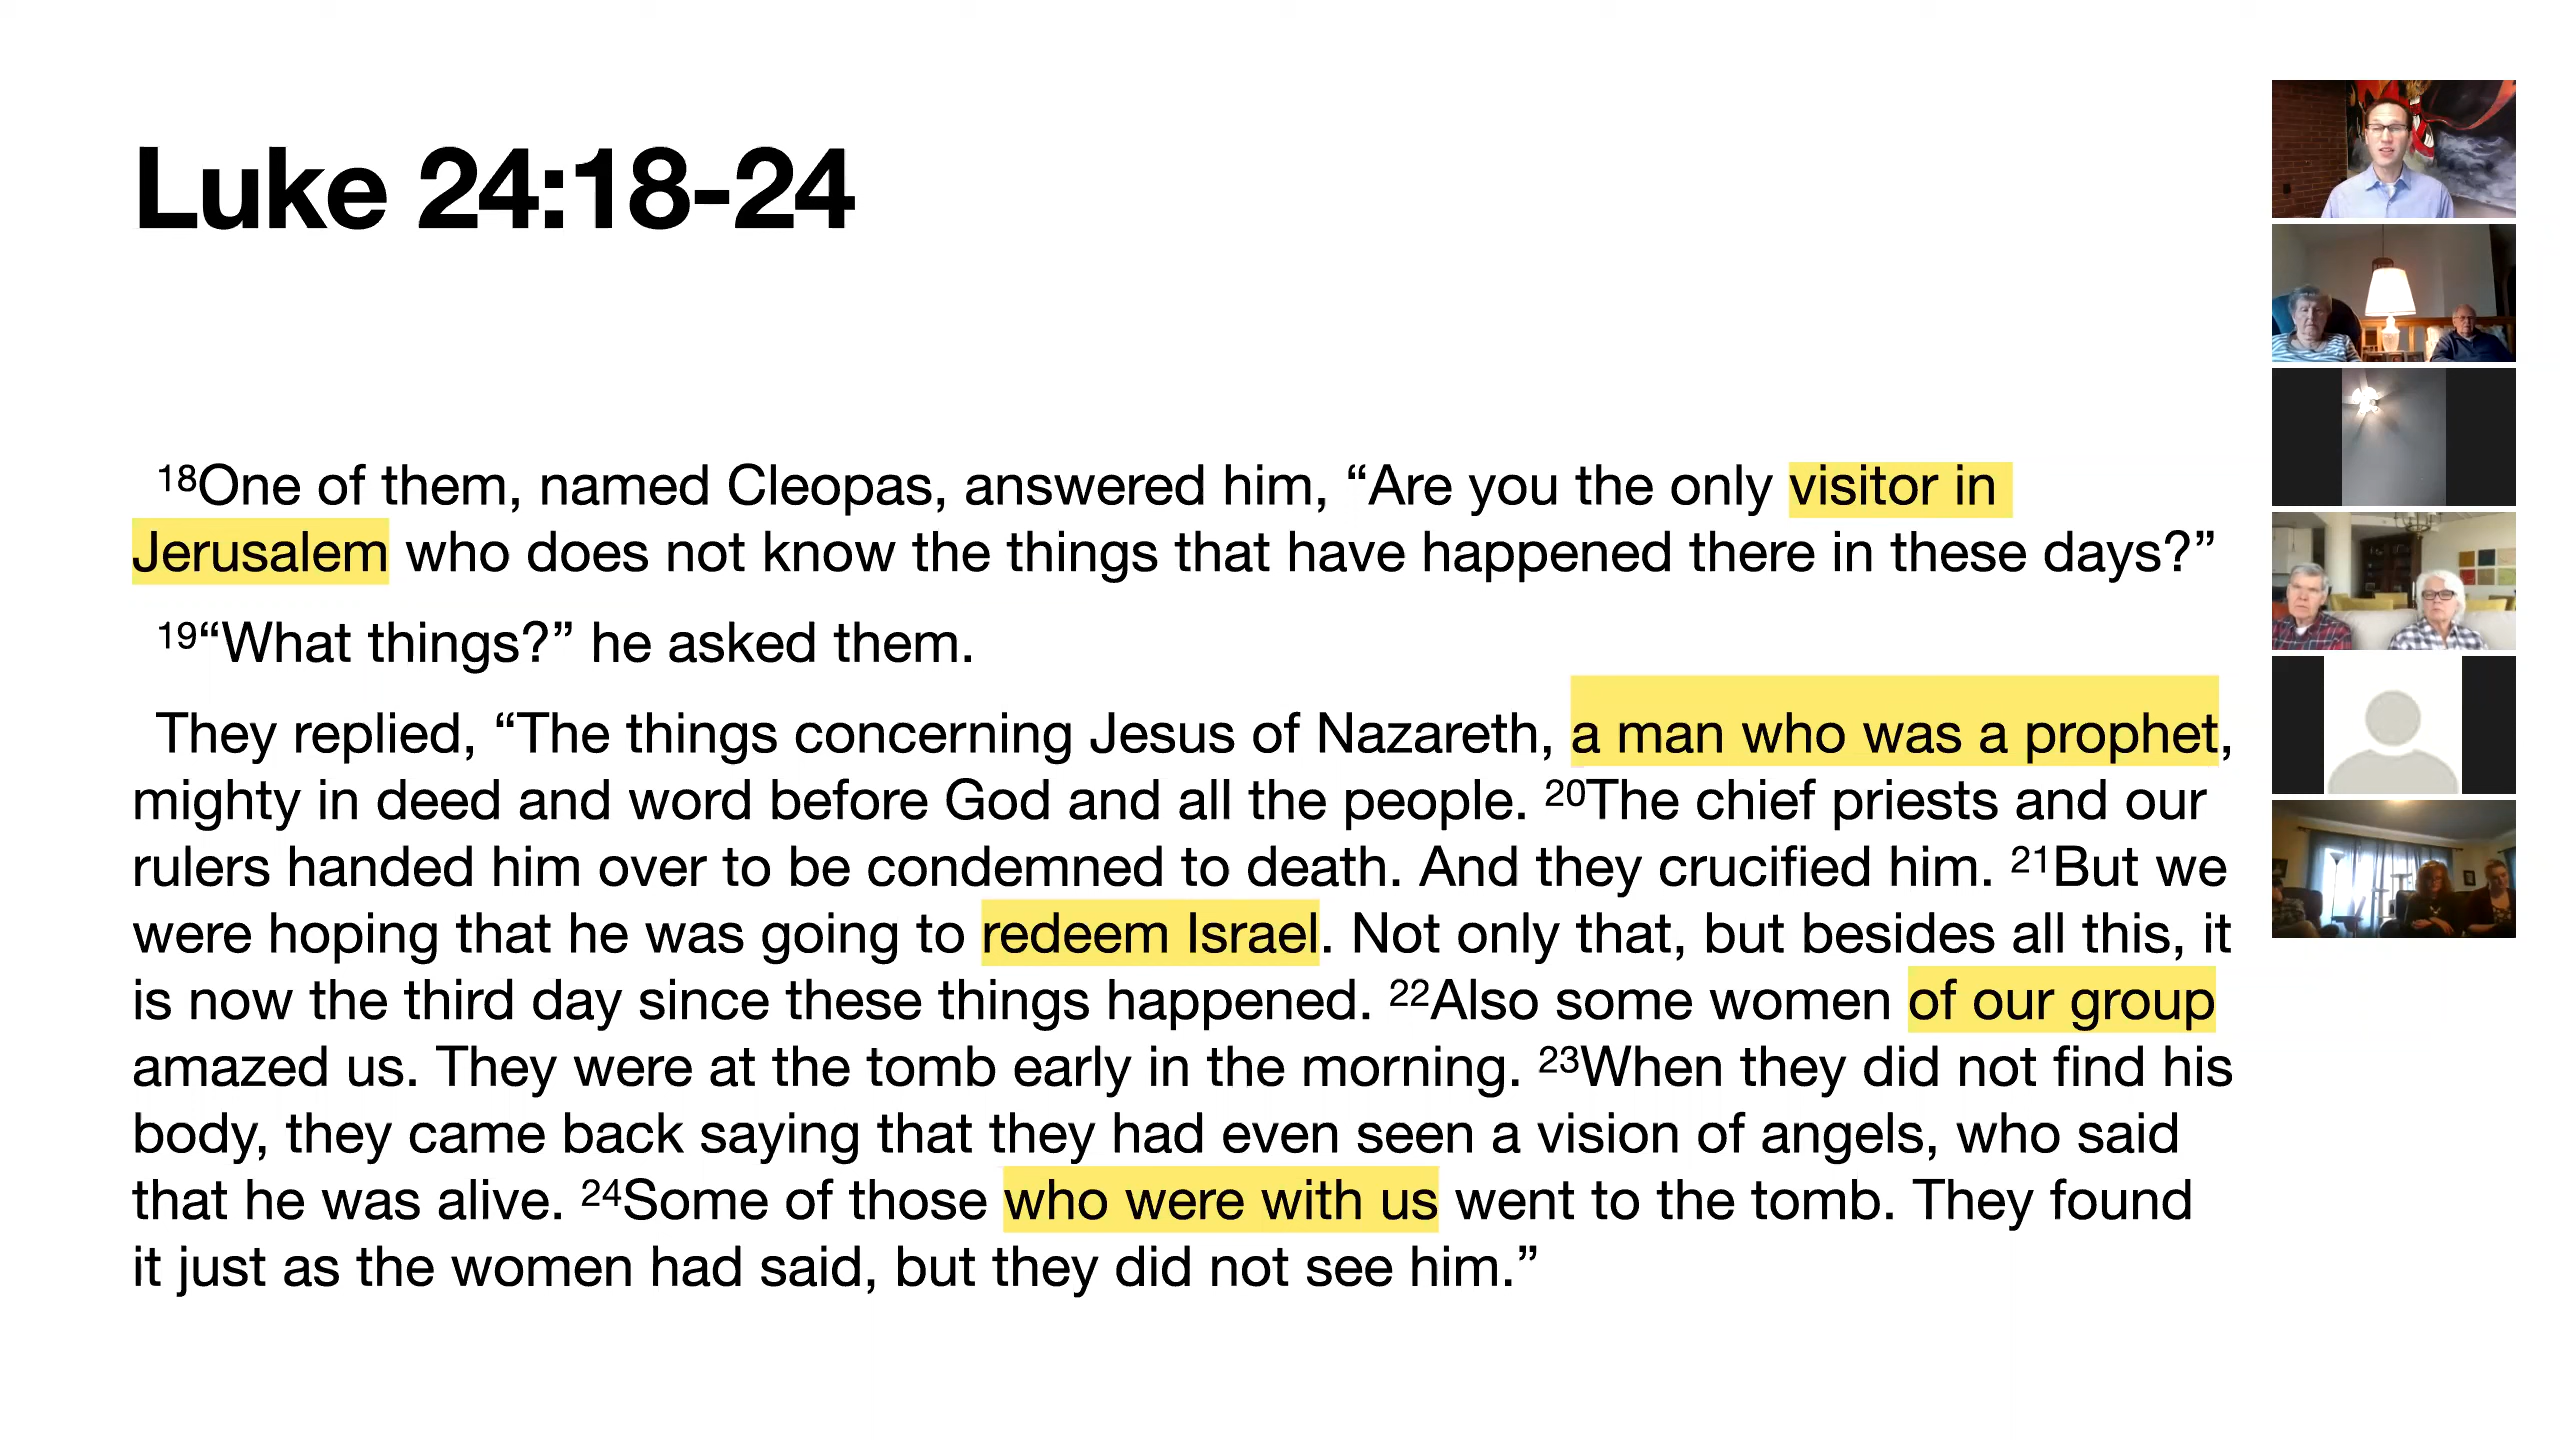 Luke 24:18-24
18One of them, named Cleopas, answered him, “Are you the only visitor in
Jerusalem who does not know the things that have happened there in these days?”
19“What things?” he asked them.
They replied, “The things concerning Jesus of Nazareth, a man who was a prophet,
mighty in deed and word before God and all the people. 20The chief priests and our
rulers handed him over to be condemned to death. And they crucified him. 21But we
were hoping that he was going to redeem Israel. Not only that, but besides all this, it
is now the third day since these things happened. 22Also some women of our group
amazed us. They were at the tomb early in the morning. 23When they did not find his
body, they came back saying that they had even seen a vision of angels, who said
that he was alive. 24Some of those who were with us went to the tomb. They found
it just as the women had said, but they did not see him.”